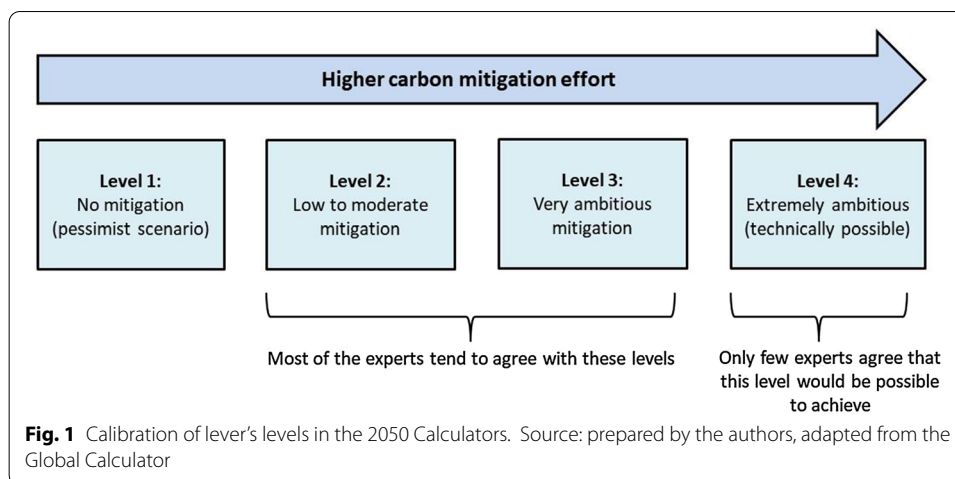 Higher carbon mitigation effort
Level 1:
No mitigation
(pessimist scenario)
Level 2:
Low to moderate
mitigation
Level 3:
Very ambitious
mitigation
Level 4:
Extremely ambitious
(technically possible)
Most of the experts tend to agree with these levels
Only few experts agree that
this level would be possible
to achieve
Fig. 1 Calibration of lever’s levels in the 2050 Calculators. Source: prepared by the authors, adapted from the
Global Calculator